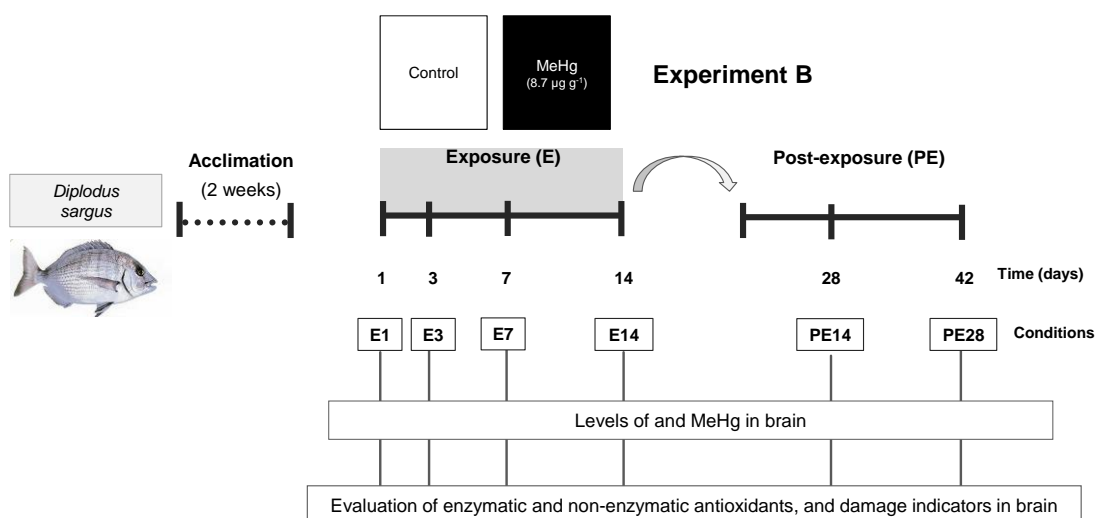 Control
MeHg
(8.7 µg g⁻¹)
Experiment B
Acclimation
(2 weeks)
Exposure (E)
Post-exposure (PE)
Diplodus
sargus
1 3 7 14 28 42 Time (days)
E1 E3 E7 E14 PE14 PE28 Conditions
Levels of and MeHg in brain
Evaluation of enzymatic and non-enzymatic antioxidants, and damage indicators in brain